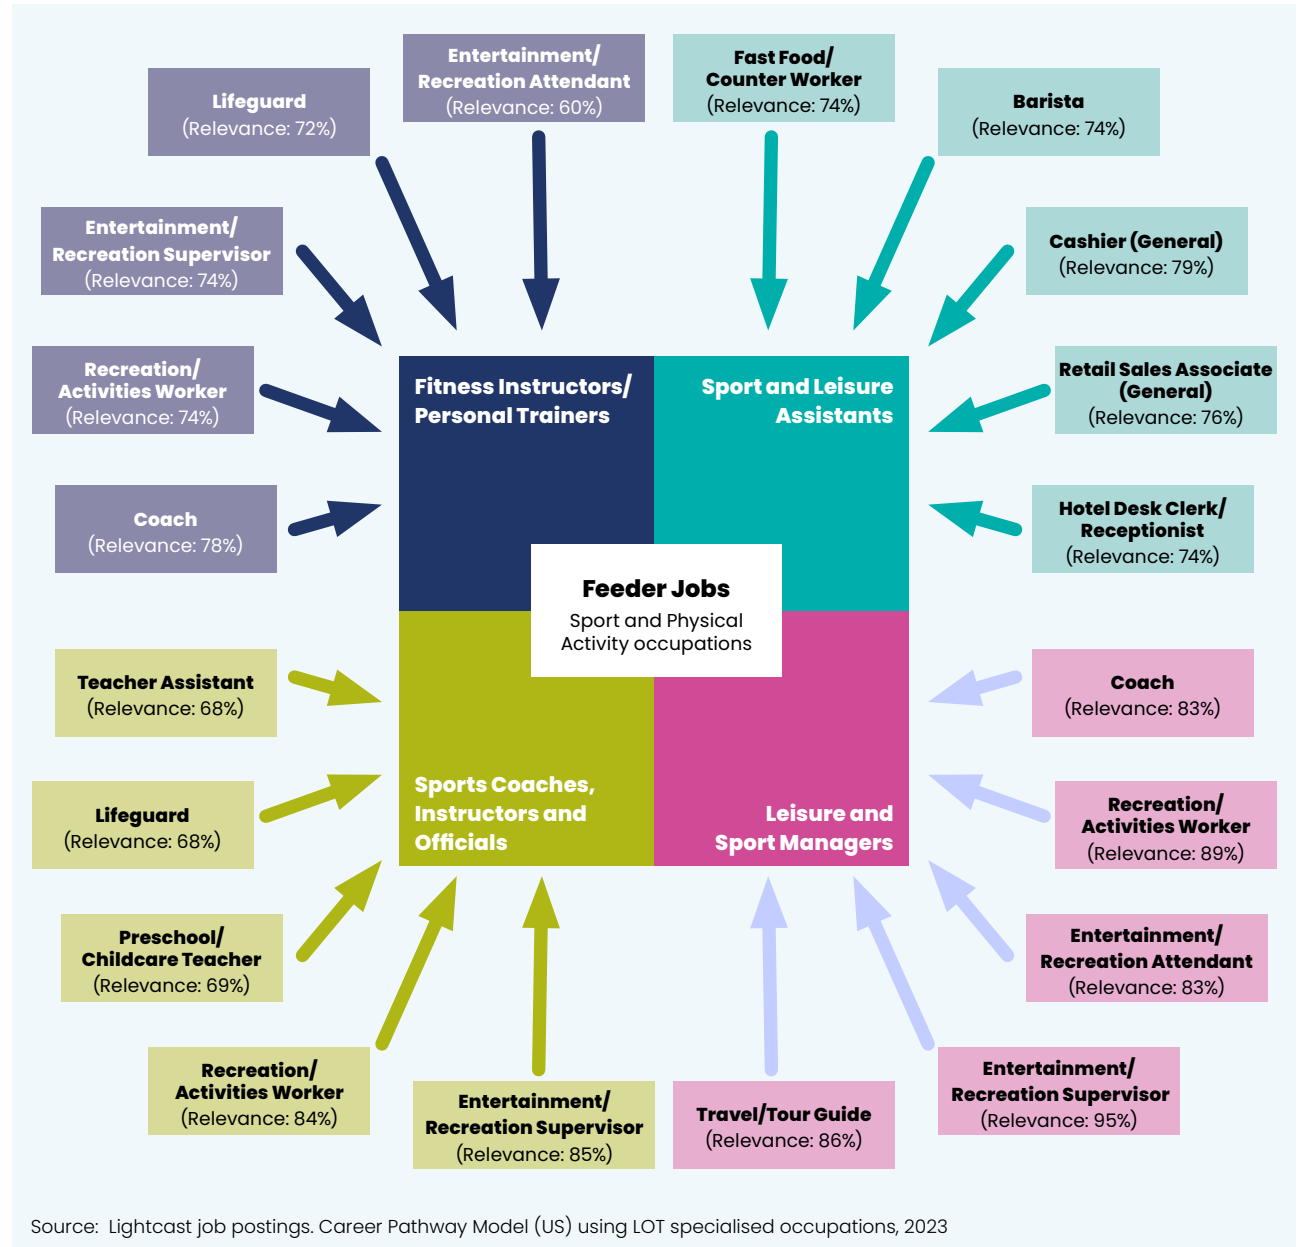 Entertainment/
Recreation Attendant
(Relevance: 60%)
Fast Food/
Counter Worker
(Relevance: 74%)
Lifeguard
(Relevance: 72%)
Barista
(Relevance: 74%)
Entertainment/
Recreation Supervisor
(Relevance: 74%)
Cashier (General)
(Relevance: 79%)
Recreation/
Activities Worker
(Relevance: 74%)
Retail Sales Associate
(General)
(Relevance: 76%)
Fitness Instructors/
Personal Trainers
Sport and Leisure
Assistants
Coach
(Relevance: 78%)
Hotel Desk Clerk/
Receptionist
(Relevance: 74%)
Feeder Jobs
Sport and Physical
Activity occupations
Teacher Assistant
(Relevance: 68%)
Coach
(Relevance: 83%)
Sports Coaches,
Instructors and
Officials
Leisure and
Sport Managers
Lifeguard
(Relevance: 68%)
Recreation/
Activities Worker
(Relevance: 89%)
Preschool/
Childcare Teacher
(Relevance: 69%)
Entertainment/
Recreation Attendant
(Relevance: 83%)
Recreation/
Activities Worker
(Relevance: 84%)
Entertainment/
Recreation Supervisor
(Relevance: 85%)
Travel/Tour Guide
(Relevance: 86%)
Entertainment/
Recreation Supervisor
(Relevance: 95%)
Source:  Lightcast job postings. Career Pathway Model (US) using LOT specialised occupations, 2023